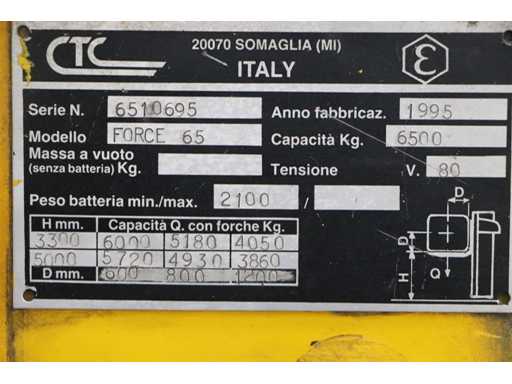 CTC
20070 SOMAGLIA (MI)
ITALY
Serie N. 6510695
Anno fabbricaz. 1995
Modello FORCE 65
Capacità Kg. 6500
Massa a vuoto
(senza batteria) Kg.
Tensione V. 80
Peso batteria min./max. 2100 /
H mm. Capacità Q. con forche Kg.
3300 6000 5180 4050
5000 5720 4930 3860
D mm. 600 800 1200
D
D
Q
H